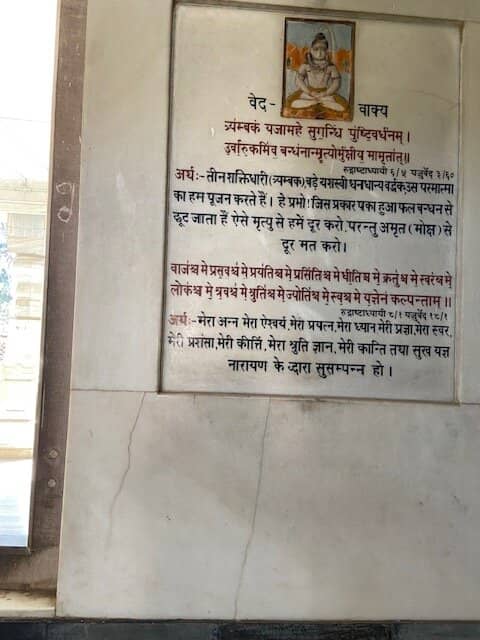 वेद - वाक्य
त्र्यम्बकं यजामहे सुगन्धिं पुष्टिवर्धनम्।
उर्वारुकमिव बन्धनान्मृत्योर्मुक्षीय मामृतात्॥
रुद्राष्टाध्यायी ६/५ यजुर्वेद ३/६०
अर्थः- तीन शक्तिधारी (त्र्यम्बक), बड़े यशस्वी धनधान्य वर्द्धक, उस परमात्मा
का हम पूजन करते हैं। हे प्रभो! जिस प्रकार पका हुआ फल बन्धन से
छूट जाता है ऐसे मृत्यु से हमें दूर करो, परन्तु अमृत (मोक्ष) से
दूर मत करो।
वाजश्च मे प्रसवश्च मे प्रयतिश्च मे प्रसितिश्च मे धीतिश्च मे क्रतुश्च मे स्वरश्च मे
लोकश्च मे श्रवश्च मे श्रुतिश्च मे ज्योतिश्च मे स्वश्च मे यज्ञेन कल्पन्ताम्॥
रुद्राष्टाध्यायी ८/१ यजुर्वेद १८/१
अर्थः- मेरा अन्न मेरा ऐश्वर्य, मेरा प्रयत्न, मेरा ध्यान मेरी प्रज्ञा, मेरा स्वर,
मेरी प्रशंसा, मेरी कीर्त्ति, मेरा श्रुति ज्ञान, मेरी कान्ति तथा सुख यज्ञ
नारायण के द्वारा सुसम्पन्न हो।